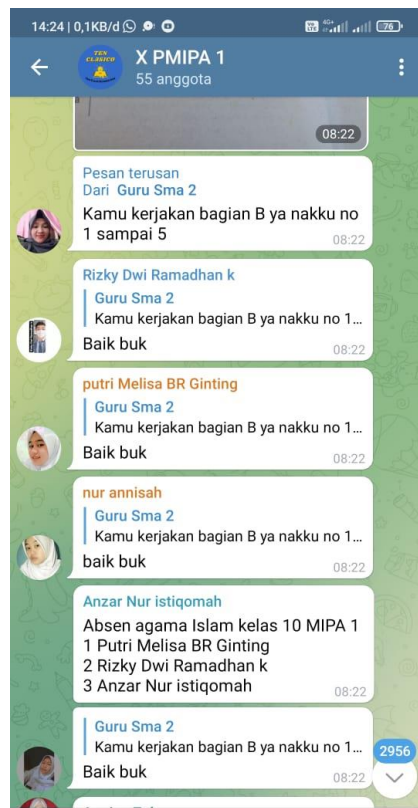 14:24 | 0,1KB/d
Vo LTE
4G+
76
TEN
CLASICO
X PMIPA 1
55 anggota
08:22
Pesan terusan
Dari Guru Sma 2
Kamu kerjakan bagian B ya nakku no
1 sampai 5
08:22
Rizky Dwi Ramadhan k
Guru Sma 2
Kamu kerjakan bagian B ya nakku no 1...
Baik buk
08:22
putri Melisa BR Ginting
Guru Sma 2
Kamu kerjakan bagian B ya nakku no 1...
Baik buk
08:22
nur annisah
Guru Sma 2
Kamu kerjakan bagian B ya nakku no 1...
baik buk
08:22
Anzar Nur istiqomah
Absen agama Islam kelas 10 MIPA 1
1 Putri Melisa BR Ginting
2 Rizky Dwi Ramadhan k
3 Anzar Nur istiqomah
08:22
Guru Sma 2
Kamu kerjakan bagian B ya nakku no 1...
Baik buk
08:22
2956